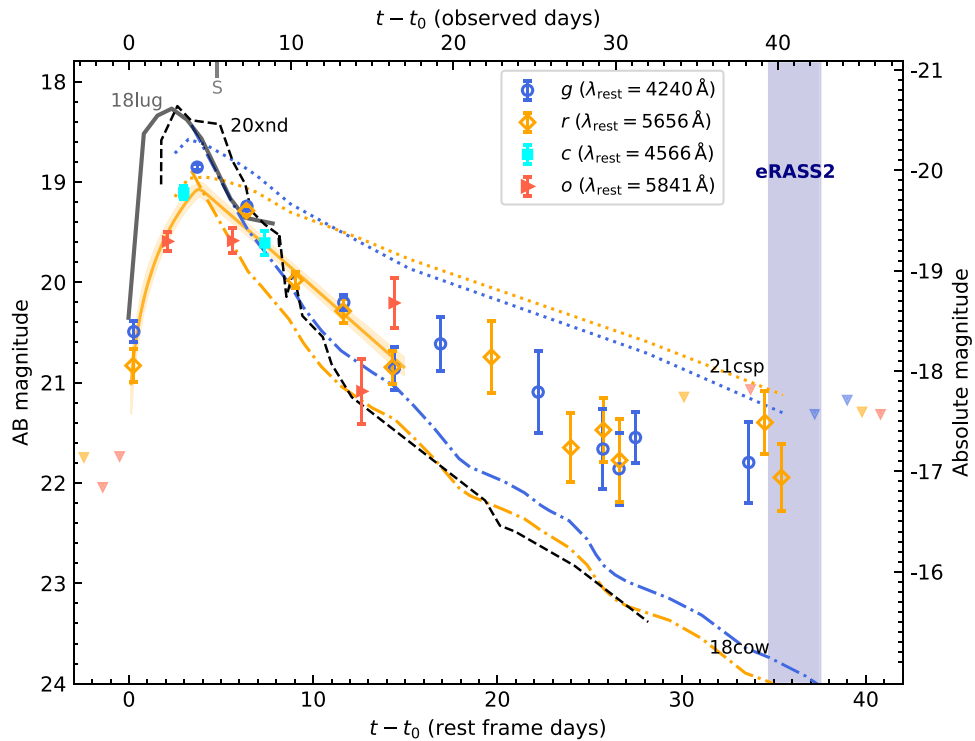 t − t₀ (observed days)
0 10 20 30 40
18 19 20 21 22 23 24
AB magnitude
-21 -20 -19 -18 -17 -16
Absolute magnitude
S
18lug
20xnd
g (λrest = 4240 Å)
r (λrest = 5656 Å)
c (λrest = 4566 Å)
o (λrest = 5841 Å)
eRASS2
21csp
18cow
0 10 20 30 40
t − t₀ (rest frame days)